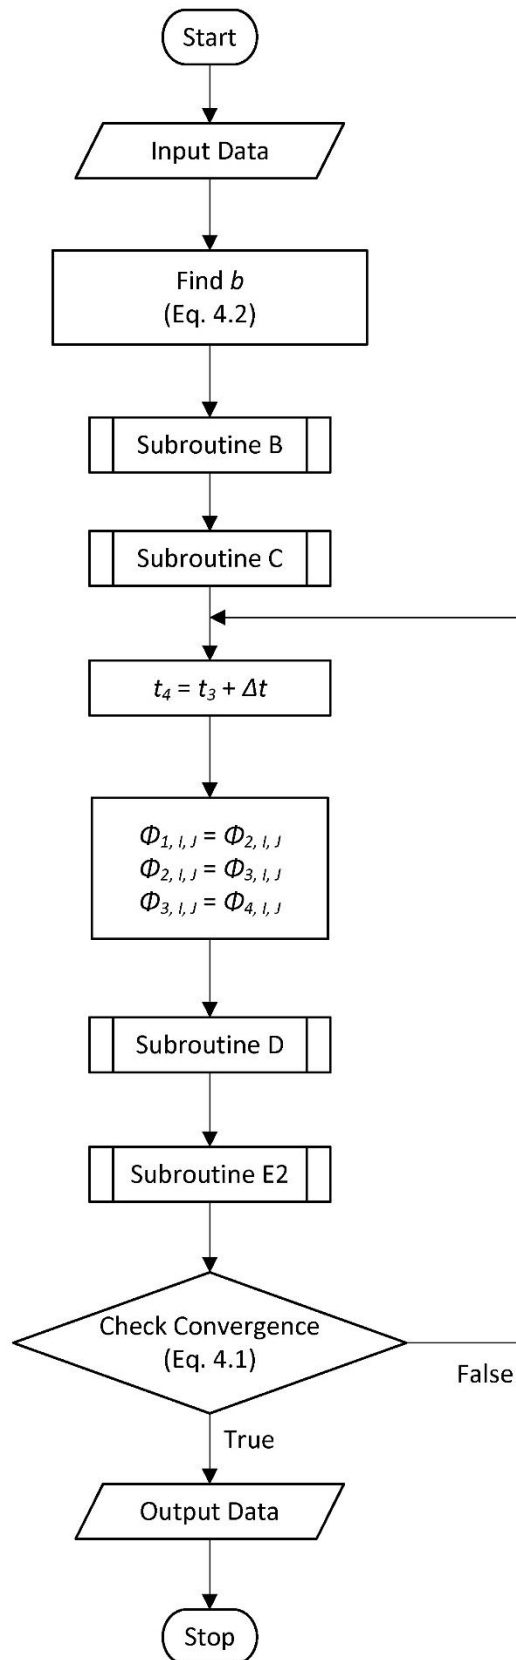 Start
Input Data
Find b
(Eq. 4.2)
Subroutine B
Subroutine C
t₄ = t₃ + Δt
Φ₁, I, J = Φ₂, I, J
Φ₂, I, J = Φ₃, I, J
Φ₃, I, J = Φ₄, I, J
Subroutine D
Subroutine E2
Check Convergence
(Eq. 4.1)
False
True
Output Data
Stop